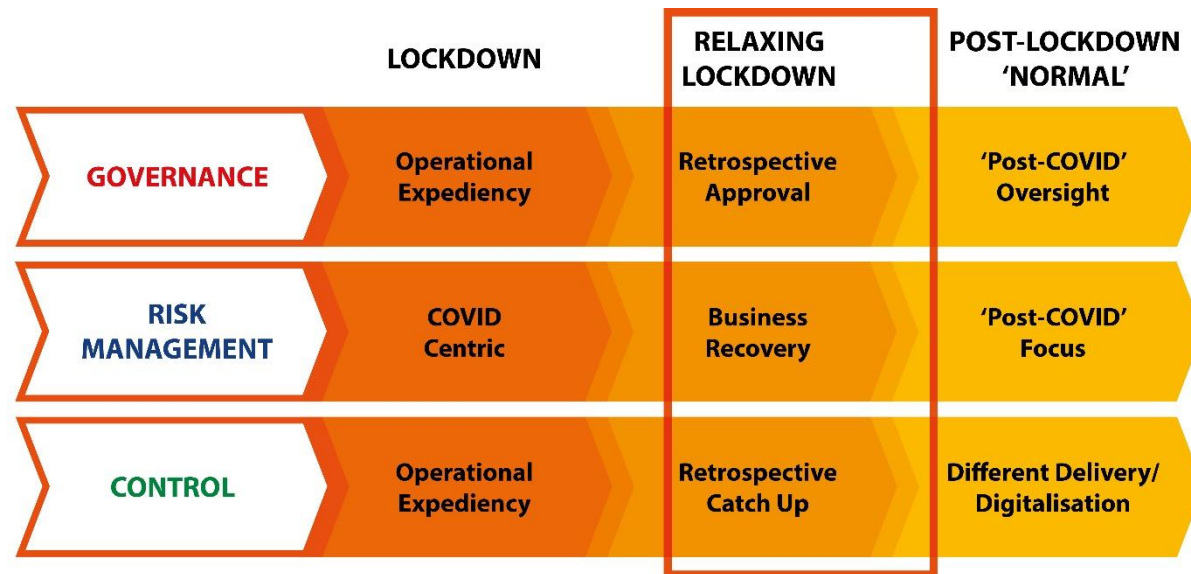 LOCKDOWN
RELAXING
LOCKDOWN
POST-LOCKDOWN
‘NORMAL’
GOVERNANCE
Operational
Expediency
Retrospective
Approval
‘Post-COVID’
Oversight
RISK
MANAGEMENT
COVID
Centric
Business
Recovery
‘Post-COVID’
Focus
CONTROL
Operational
Expediency
Retrospective
Catch Up
Different Delivery/
Digitalisation